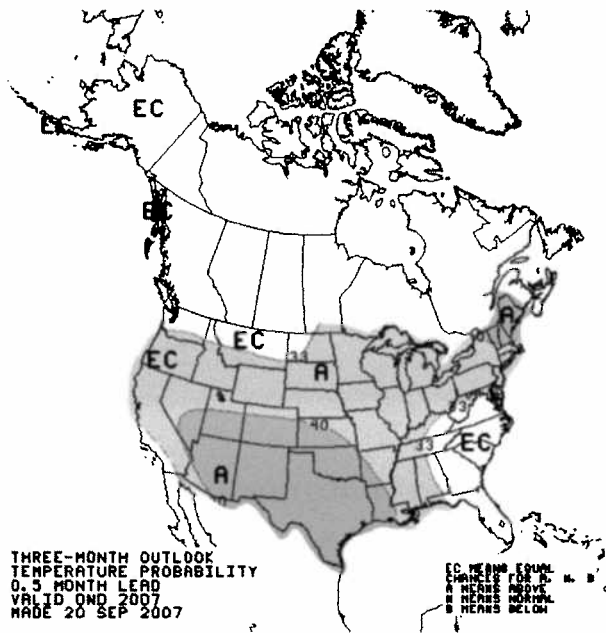 EC
EC
EC
A
EC
33
EC
A
33
40
33
EC
A
THREE-MONTH OUTLOOK
TEMPERATURE PROBABILITY
0.5 MONTH LEAD
VALID OND 2007
MADE 20 SEP 2007
EC MEANS EQUAL
CHANCES FOR A, N, B
A MEANS ABOVE
N MEANS NORMAL
B MEANS BELOW